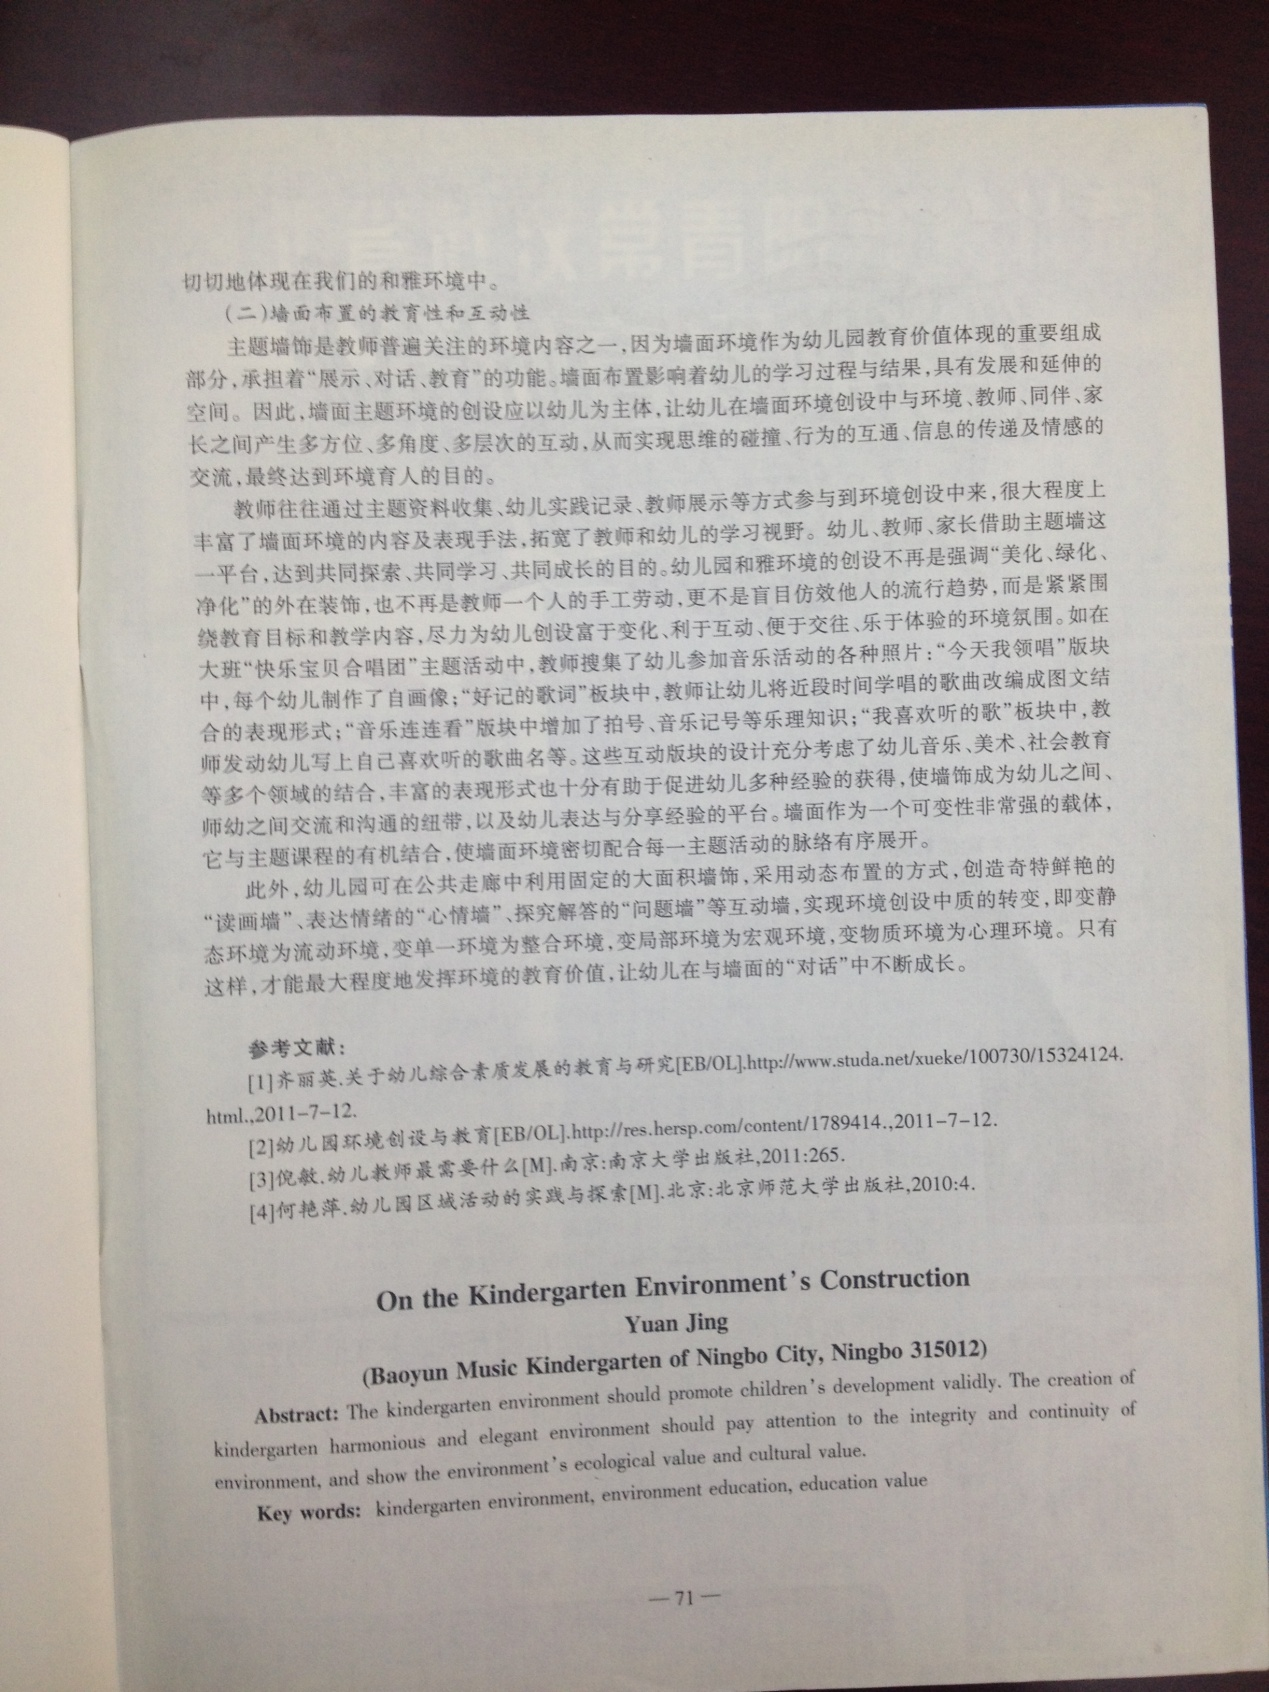 切切地体现在我们的和雅环境中。
(二)墙面布置的教育性和互动性
主题墙饰是教师普遍关注的环境内容之一,因为墙面环境作为幼儿园教育价值体现的重要组成
部分,承担着“展示、对话、教育”的功能。墙面布置影响着幼儿的学习过程与结果,具有发展和延伸的
空间。因此,墙面主题环境的创设应以幼儿为主体,让幼儿在墙面环境创设中与环境、教师、同伴、家
长之间产生多方位、多角度、多层次的互动,从而实现思维的碰撞、行为的互通、信息的传递及情感的
交流,最终达到环境育人的目的。
教师往往通过主题资料收集、幼儿实践记录、教师展示等方式参与到环境创设中来,很大程度上
丰富了墙面环境的内容及表现手法,拓宽了教师和幼儿的学习视野。幼儿、教师、家长借助主题墙这
一平台,达到共同探索、共同学习、共同成长的目的。幼儿园和雅环境的创设不再是强调“美化、绿化、
净化”的外在装饰,也不再是教师一个人的手工劳动,更不是盲目仿效他人的流行趋势,而是紧紧围
绕教育目标和教学内容,尽力为幼儿创设富于变化、利于互动、便于交往、乐于体验的环境氛围。如在
大班“快乐宝贝合唱团”主题活动中,教师搜集了幼儿参加音乐活动的各种照片:“今天我领唱”版块
中,每个幼儿制作了自画像;“好记的歌词”板块中,教师让幼儿将近段时间学唱的歌曲改编成图文结
合的表现形式;“音乐连连看”版块中增加了拍号、音乐记号等乐理知识;“我喜欢听的歌”板块中,教
师发动幼儿写上自己喜欢听的歌曲名等。这些互动版块的设计充分考虑了幼儿音乐、美术、社会教育
等多个领域的结合,丰富的表现形式也十分有助于促进幼儿多种经验的获得,使墙饰成为幼儿之间、
师幼之间交流和沟通的纽带,以及幼儿表达与分享经验的平台。墙面作为一个可变性非常强的载体,
它与主题课程的有机结合,使墙面环境密切配合每一主题活动的脉络有序展开。
此外,幼儿园可在公共走廊中利用固定的大面积墙饰,采用动态布置的方式,创造奇特鲜艳的
“读画墙”、表达情绪的“心情墙”、探究解答的“问题墙”等互动墙,实现环境创设中质的转变,即变静
态环境为流动环境,变单一环境为整合环境,变局部环境为宏观环境,变物质环境为心理环境。只有
这样,才能最大程度地发挥环境的教育价值,让幼儿在与墙面的“对话”中不断成长。
参考文献:
[1]齐丽英.关于幼儿综合素质发展的教育与研究[EB/OL].http://www.studa.net/xueke/100730/15324124.
html.,2011-7-12.
[2]幼儿园环境创设与教育[EB/OL].http://res.hersp.com/content/1789414.,2011-7-12.
[3]倪敏.幼儿教师最需要什么[M].南京:南京大学出版社,2011:265.
[4]何艳萍.幼儿园区域活动的实践与探索[M].北京:北京师范大学出版社,2010:4.
On the Kindergarten Environment's Construction
Yuan Jing
(Baoyun Music Kindergarten of Ningbo City, Ningbo 315012)
Abstract: The kindergarten environment should promote children's development validly. The creation of
kindergarten harmonious and elegant environment should pay attention to the integrity and continuity of
environment, and show the environment's ecological value and cultural value.
Key words: kindergarten environment, environment education, education value
— 71 —